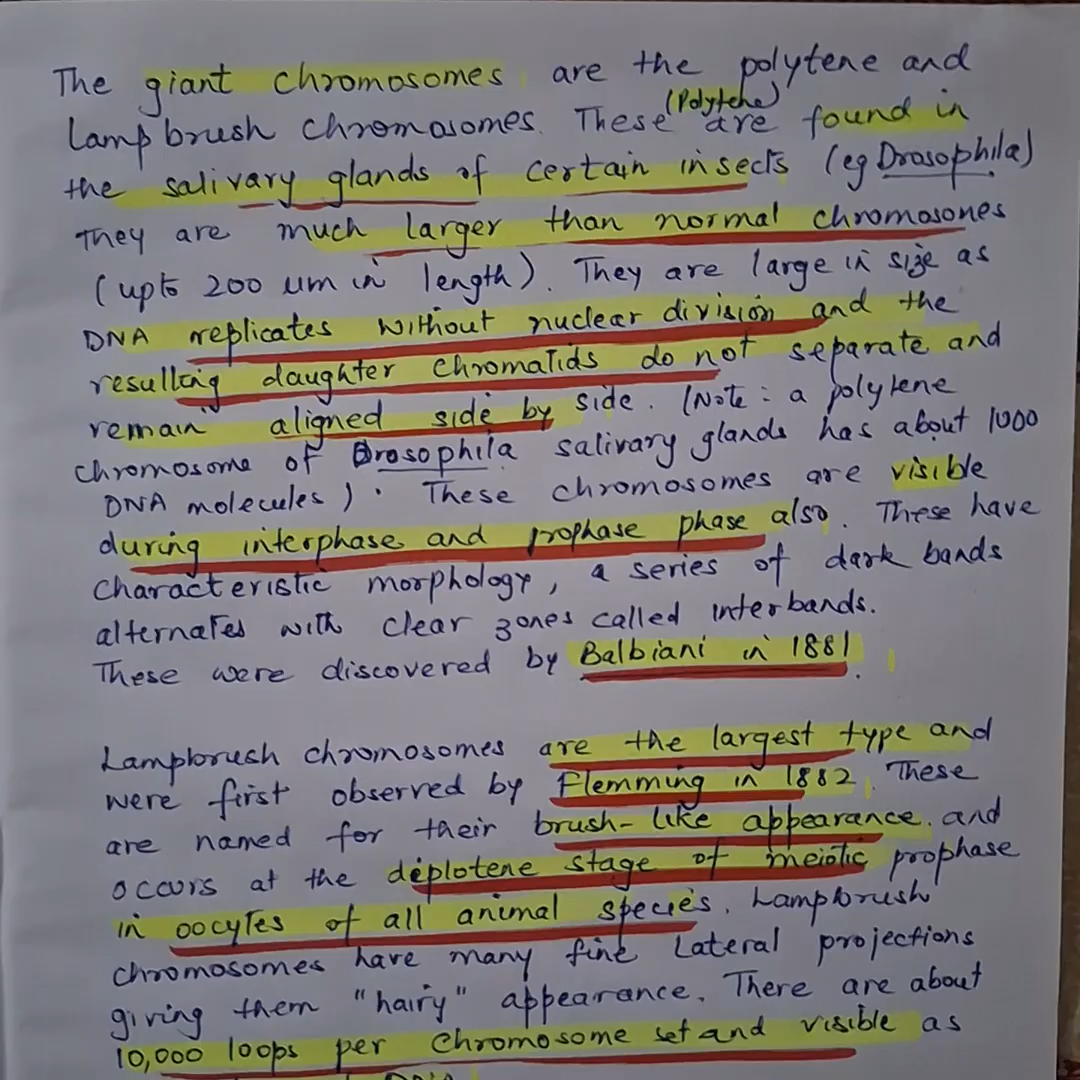 The giant chromosomes are the polytene and
(Polytene)
Lampbrush chromosomes. These are found in
the salivary glands of certain insects (eg Drosophila)
They are much larger than normal chromosones
(upto 200 um in length). They are large in size as
DNA replicates without nuclear division and the
resulting daughter chromatids do not separate and
remain aligned side by side. (Note: a polytene
chromosome of Drosophila salivary glands has about 1000
DNA molecules). These chromosomes are visible
during interphase and prophase phase also. These have
characteristic morphology, a series of dark bands
alternates with clear zones called interbands.
These were discovered by Balbiani in 1881.
Lampbrush chromosomes are the largest type and
were first observed by Flemming in 1882. These
are named for their brush-like appearance and
occurs at the deplotene stage of meiotic prophase
in oocytes of all animal species. Lampbrush
chromosomes have many fine Lateral projections
giving them "hairy" appearance. There are about
10,000 loops per chromosome set and visible as